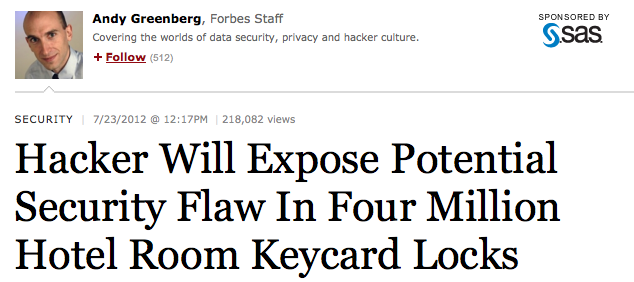 Andy Greenberg, Forbes Staff
Covering the worlds of data security, privacy and hacker culture.
+ Follow (512)
SPONSORED BY
sas
SECURITY | 7/23/2012 @ 12:17PM | 218,082 views
Hacker Will Expose Potential
Security Flaw In Four Million
Hotel Room Keycard Locks